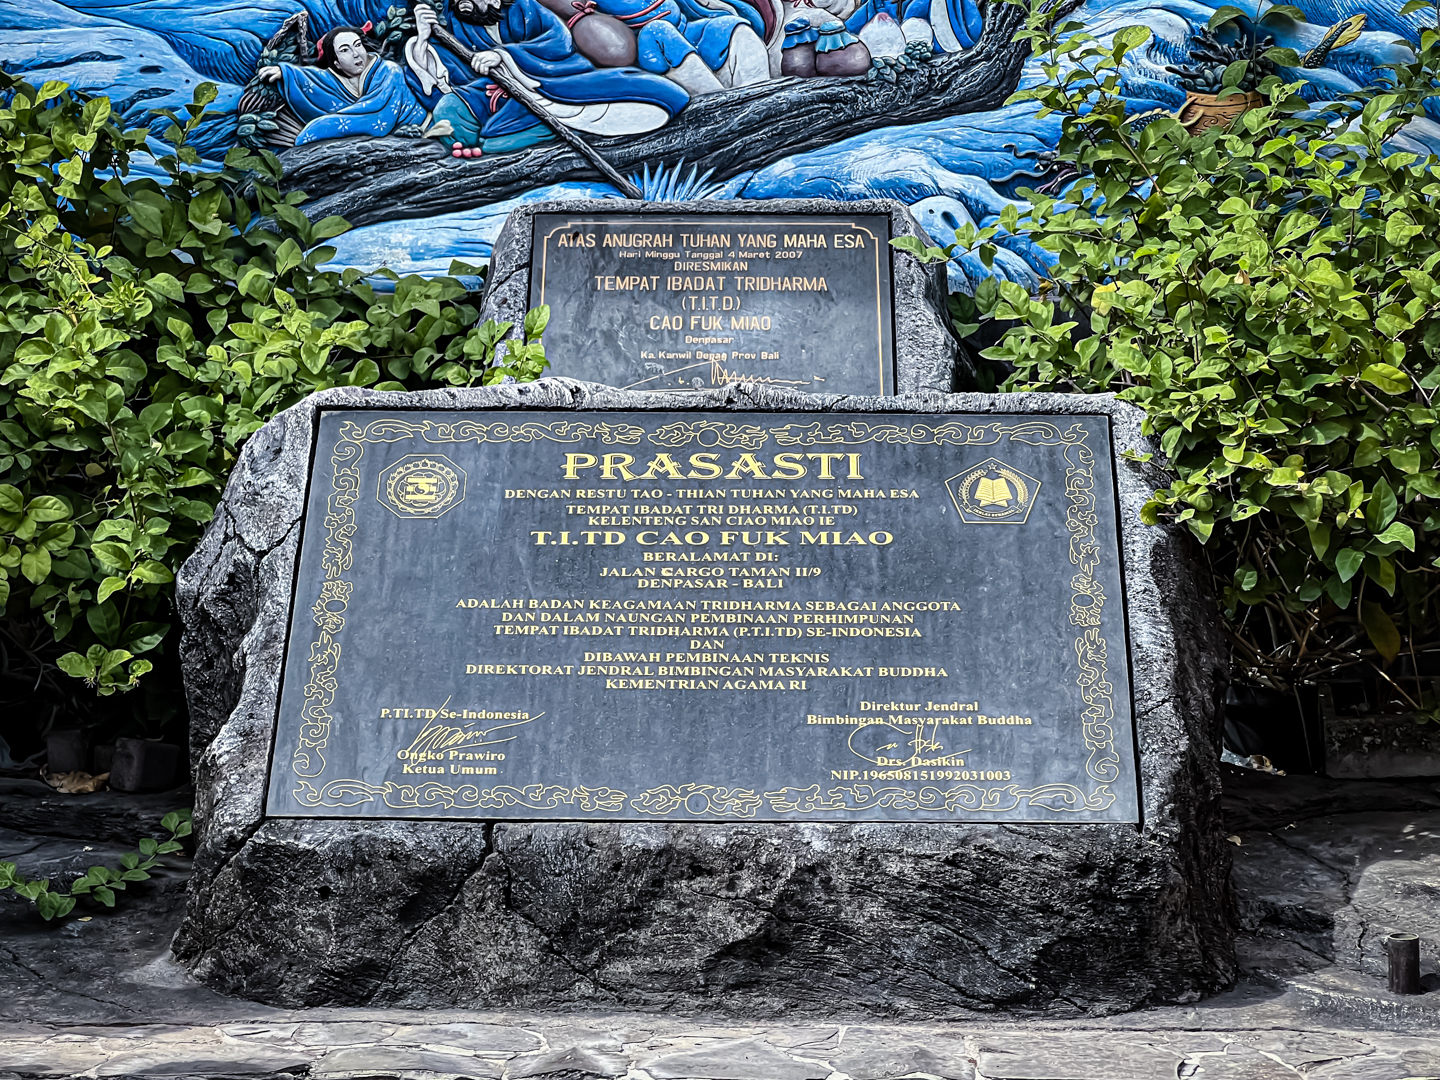 ATAS ANUGRAH TUHAN YANG MAHA ESA
Hari Minggu Tanggal 4 Maret 2007
DIRESMIKAN
TEMPAT IBADAT TRIDHARMA
(T.I.T.D.)
CAO FUK MIAO
Denpasar
Ka. Kanwil Depag Prov Bali
PRASASTI
DENGAN RESTU TAO - THIAN TUHAN YANG MAHA ESA
TEMPAT IBADAT TRI DHARMA (T.I.TD)
KELENTENG SAN CIAO MIAO IE
T.I.TD CAO FUK MIAO
BERALAMAT DI:
JALAN CARGO TAMAN II/9
DENPASAR - BALI
ADALAH BADAN KEAGAMAAN TRIDHARMA SEBAGAI ANGGOTA
DAN DALAM NAUNGAN PEMBINAAN PERHIMPUNAN
TEMPAT IBADAT TRIDHARMA (P.T.I.TD) SE-INDONESIA
DAN
DIBAWAH PEMBINAAN TEKNIS
DIREKTORAT JENDRAL BIMBINGAN MASYARAKAT BUDDHA
KEMENTRIAN AGAMA RI
P.TI.TD Se-Indonesia
Ongko Prawiro
Ketua Umum
Direktur Jendral
Bimbingan Masyarakat Buddha
Drs. Dasikin
NIP.196508151992031003